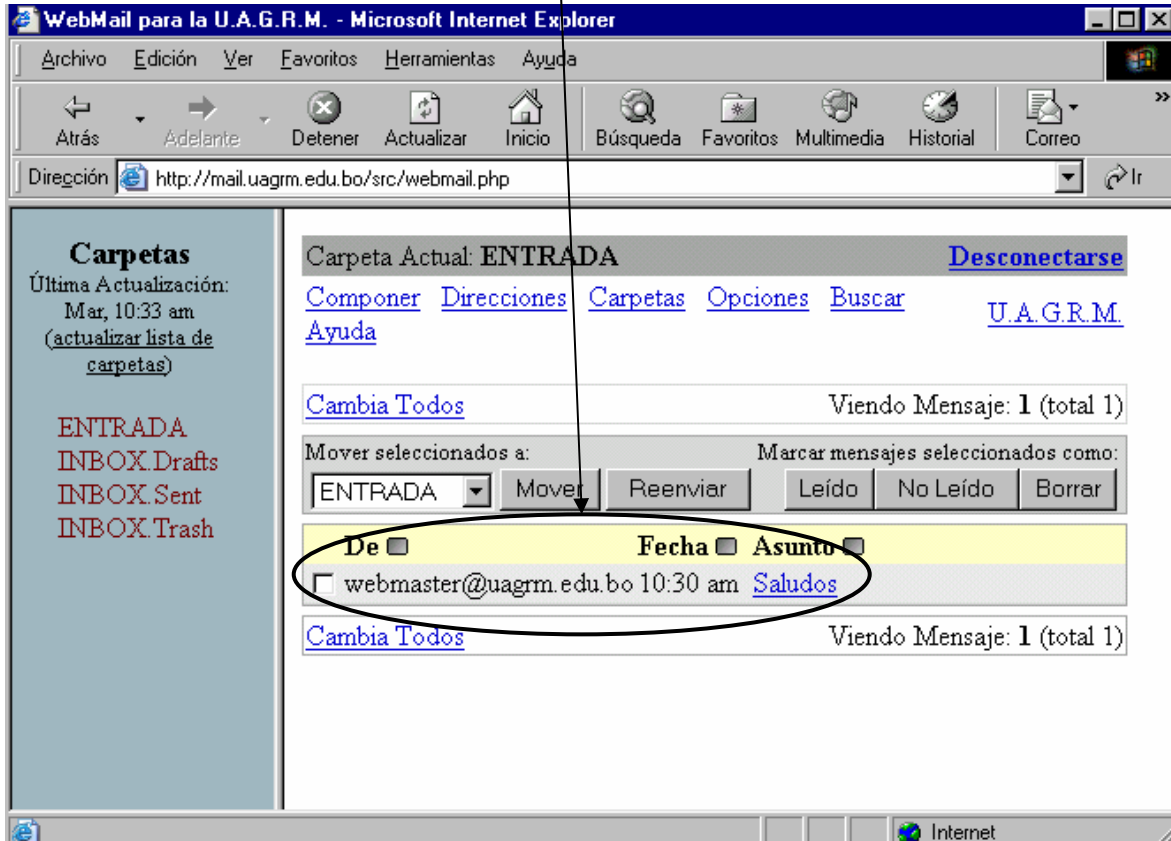 WebMail para la U.A.G.R.M. - Microsoft Internet Explorer
Archivo Edición Ver Favoritos Herramientas Ayuda
Atrás Adelante Detener Actualizar Inicio Búsqueda Favoritos Multimedia Historial Correo »
Dirección http://mail.uagrm.edu.bo/src/webmail.php Ir
Carpetas
Última Actualización:
Mar, 10:33 am
(actualizar lista de
carpetas)
ENTRADA
INBOX.Drafts
INBOX.Sent
INBOX.Trash
Carpeta Actual: ENTRADA Desconectarse
Componer Direcciones Carpetas Opciones Buscar U.A.G.R.M.
Ayuda
Cambia Todos Viendo Mensaje: 1 (total 1)
Mover seleccionados a: Marcar mensajes seleccionados como:
ENTRADA Mover Reenviar Leído No Leído Borrar
De Fecha Asunto
webmaster@uagrm.edu.bo 10:30 am Saludos
Cambia Todos Viendo Mensaje: 1 (total 1)
Internet